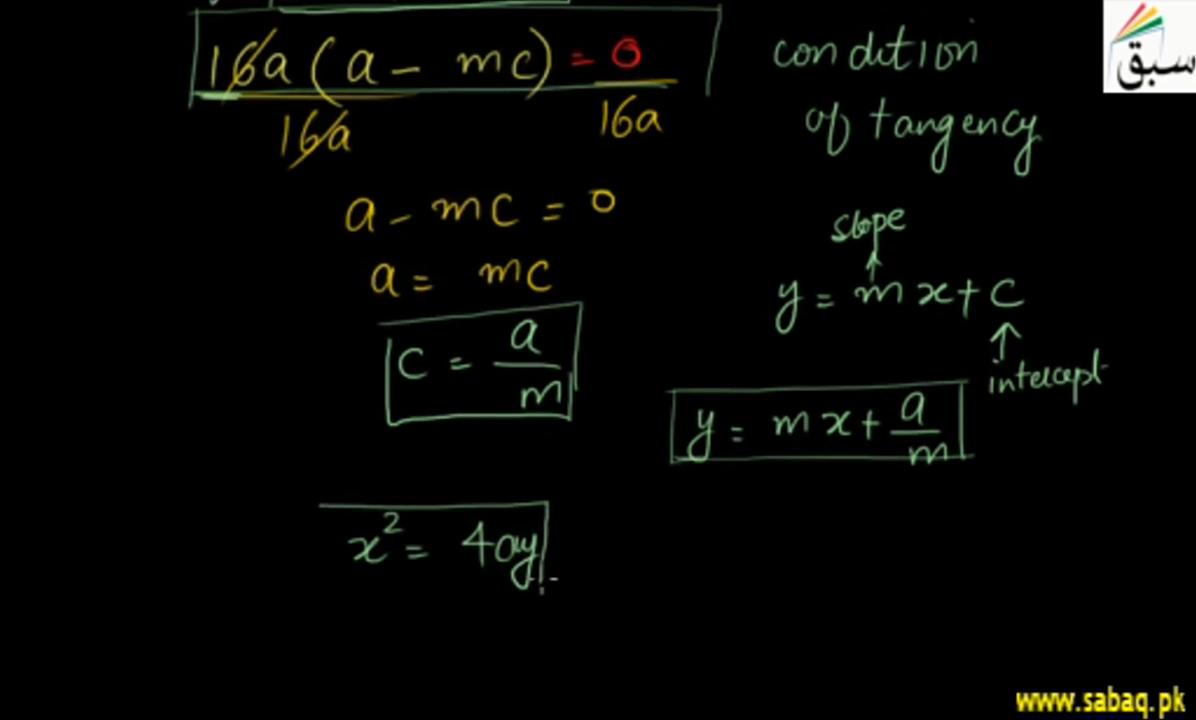 16a(a - mc) = 0
16a 16a
condition
of tangency
سبق
a - mc = 0
a = mc
c = a/m
slope
y = mx + c
intercept
y = mx + a/m
x² = 4ay
www.sabaq.pk